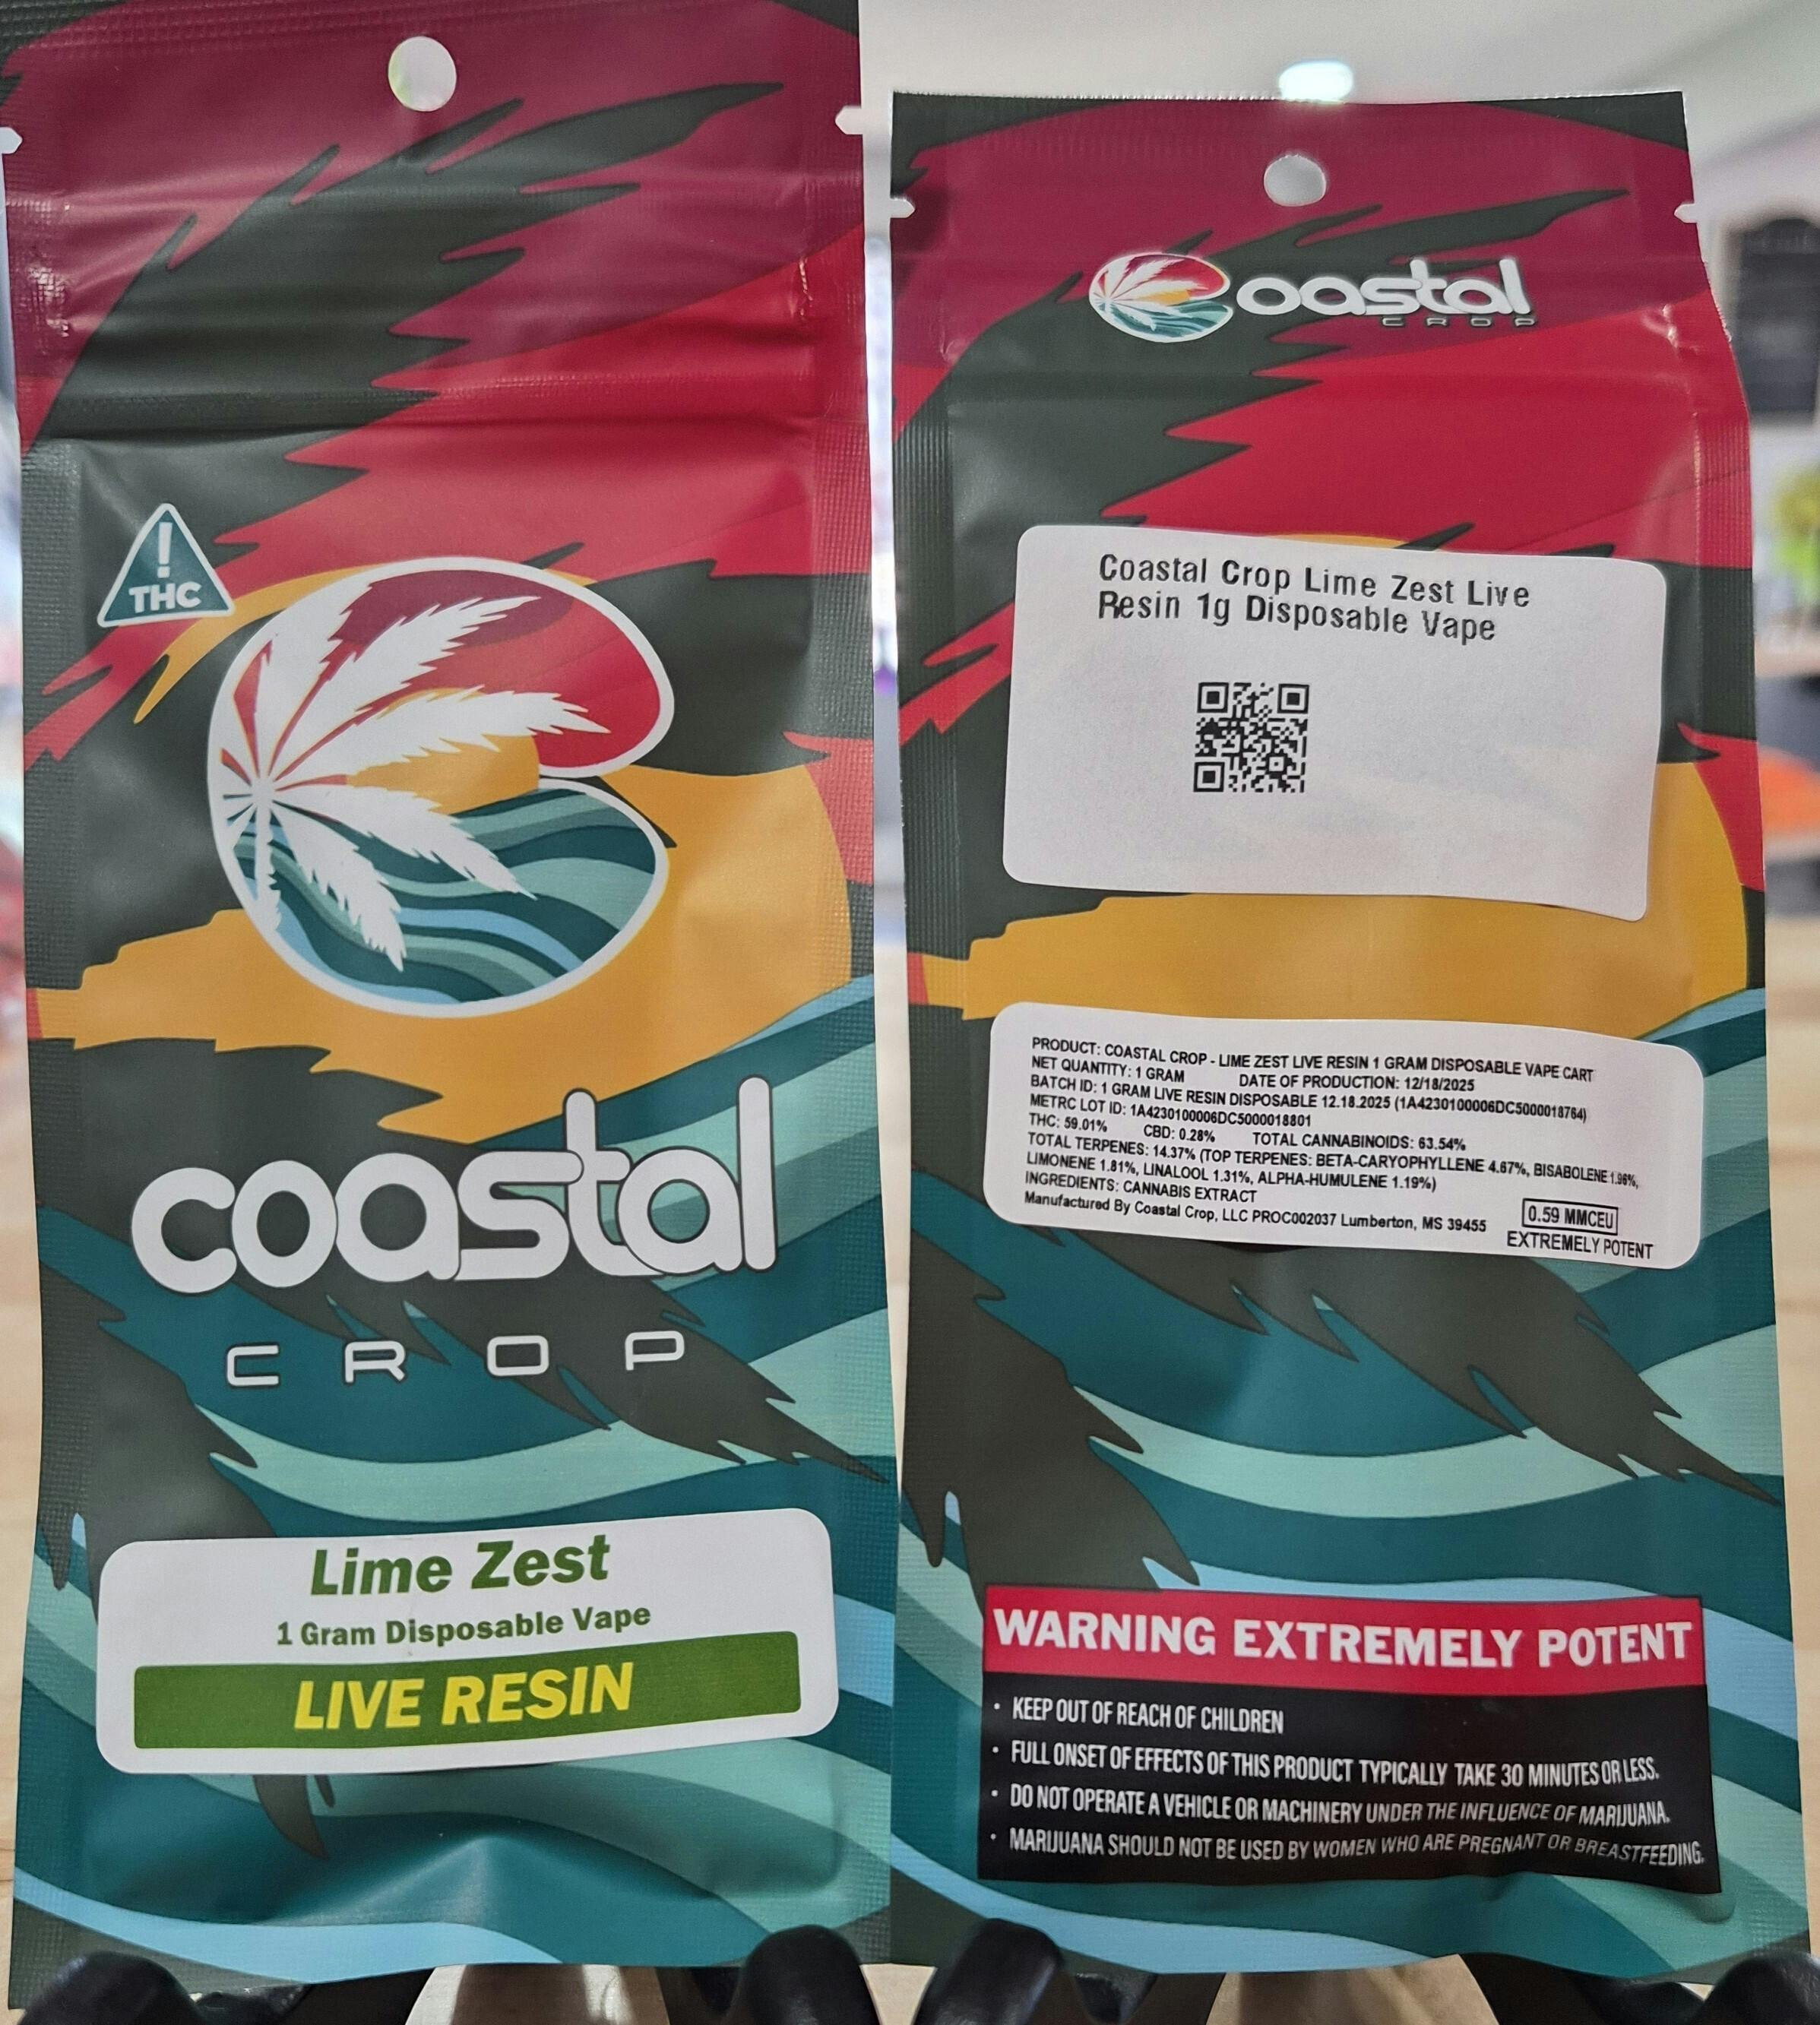 !
THC
coastal
CROP
Lime Zest
1 Gram Disposable Vape
LIVE RESIN
Coastal
CROP
Coastal Crop Lime Zest Live
Resin 1g Disposable Vape
PRODUCT: COASTAL CROP - LIME ZEST LIVE RESIN 1 GRAM DISPOSABLE VAPE CART
NET QUANTITY: 1 GRAM DATE OF PRODUCTION: 12/18/2025
BATCH ID: 1 GRAM LIVE RESIN DISPOSABLE 12.18.2025 (1A4230100006DC5000018764)
METRC LOT ID: 1A4230100006DC5000018801
THC: 59.01% CBD: 0.28% TOTAL CANNABINOIDS: 63.54%
TOTAL TERPENES: 14.37% (TOP TERPENES: BETA-CARYOPHYLLENE 4.67%, BISABOLENE 1.96%,
LIMONENE 1.81%, LINALOOL 1.31%, ALPHA-HUMULENE 1.19%)
INGREDIENTS: CANNABIS EXTRACT
Manufactured By Coastal Crop, LLC PROC002037 Lumberton, MS 39455
0.59 MMCEU
EXTREMELY POTENT
WARNING EXTREMELY POTENT
• KEEP OUT OF REACH OF CHILDREN
• FULL ONSET OF EFFECTS OF THIS PRODUCT TYPICALLY TAKE 30 MINUTES OR LESS.
• DO NOT OPERATE A VEHICLE OR MACHINERY UNDER THE INFLUENCE OF MARIJUANA.
• MARIJUANA SHOULD NOT BE USED BY WOMEN WHO ARE PREGNANT OR BREASTFEEDING.